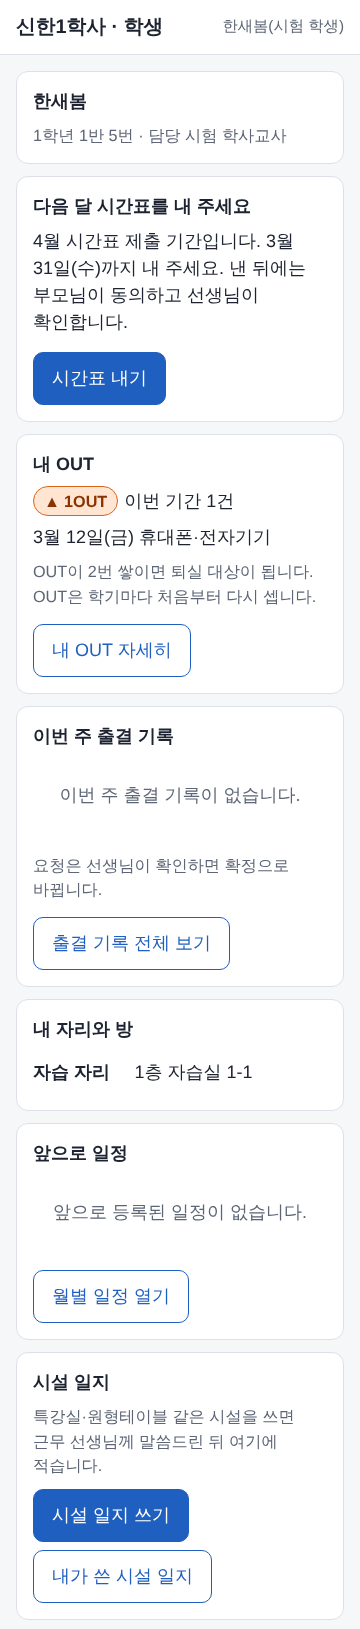 신한1학사 · 학생
한새봄(시험 학생)
한새봄
1학년 1반 5번 · 담당 시험 학사교사
다음 달 시간표를 내 주세요
4월 시간표 제출 기간입니다. 3월
31일(수)까지 내 주세요. 낸 뒤에는
부모님이 동의하고 선생님이
확인합니다.
시간표 내기
내 OUT
▲ 1OUT 이번 기간 1건
3월 12일(금) 휴대폰·전자기기
OUT이 2번 쌓이면 퇴실 대상이 됩니다.
OUT은 학기마다 처음부터 다시 셉니다.
내 OUT 자세히
이번 주 출결 기록
이번 주 출결 기록이 없습니다.
요청은 선생님이 확인하면 확정으로
바뀝니다.
출결 기록 전체 보기
내 자리와 방
자습 자리 1층 자습실 1-1
앞으로 일정
앞으로 등록된 일정이 없습니다.
월별 일정 열기
시설 일지
특강실·원형테이블 같은 시설을 쓰면
근무 선생님께 말씀드린 뒤 여기에
적습니다.
시설 일지 쓰기
내가 쓴 시설 일지